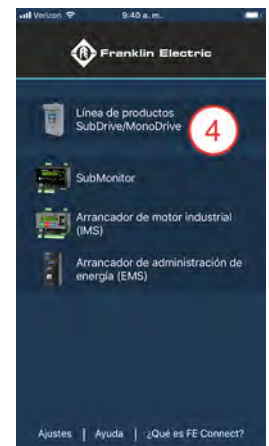 Verizon 9:40 a. m.
Franklin Electric
Línea de productos
SubDrive/MonoDrive
4
SubMonitor
Arrancador de motor industrial
(IMS)
Arrancador de administración de
energía (EMS)
Ajustes | Ayuda | ¿Qué es FE Connect?